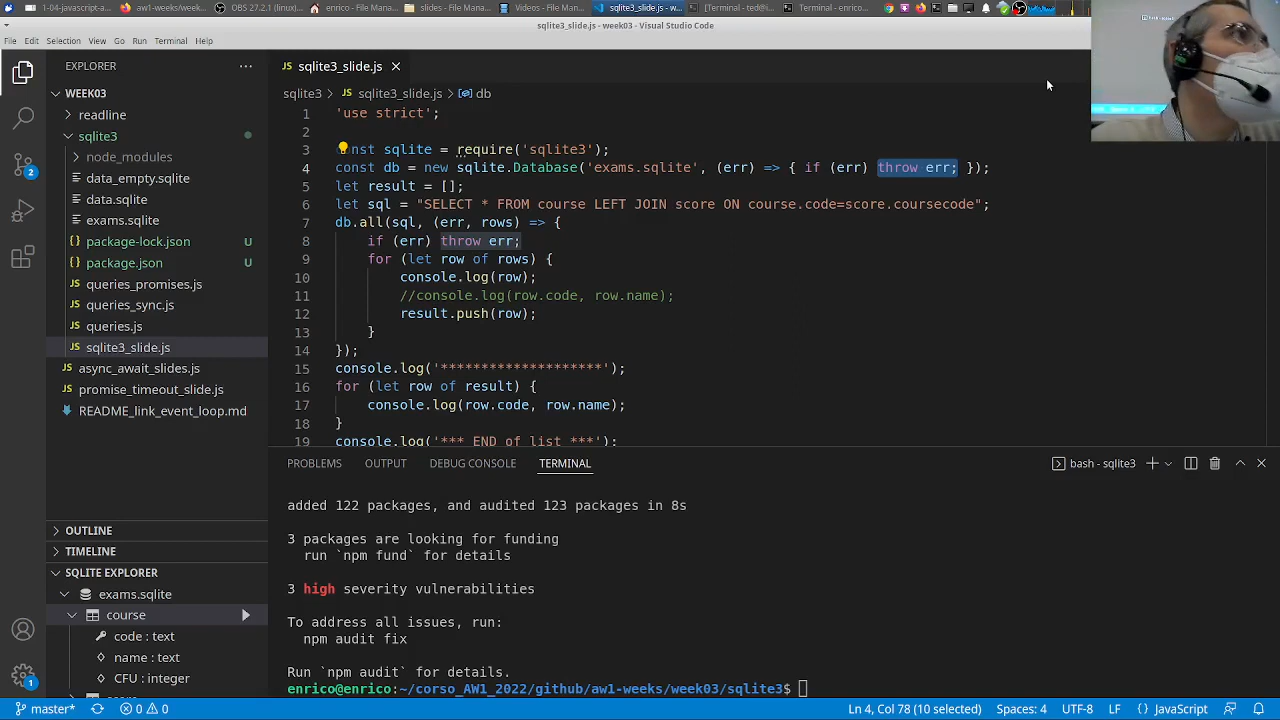 1-04-javascript-...
aw1-weeks/week...
OBS 27.2.1 (linux)...
enrico - File Mana...
slides - File Mana...
Videos - File Mana...
sqlite3_slide.js - w...
[Terminal - ted@e...
Terminal - enrico...
sqlite3_slide.js - week03 - Visual Studio Code
File Edit Selection View Go Run Terminal Help
EXPLORER ...
WEEK03
readline
sqlite3
node_modules
data_empty.sqlite
data.sqlite
exams.sqlite
package-lock.json U
package.json U
queries_promises.js
queries_sync.js
queries.js
JS sqlite3_slide.js
JS async_await_slides.js
JS promise_timeout_slide.js
README_link_event_loop.md
OUTLINE
TIMELINE
SQLITE EXPLORER
exams.sqlite
course
code : text
name : text
CFU : integer
2
1
JS sqlite3_slide.js
sqlite3 > JS sqlite3_slide.js > db
1 'use strict';
2
3 nst sqlite = require('sqlite3');
4 const db = new sqlite.Database('exams.sqlite', (err) => { if (err) throw err; });
5 let result = [];
6 let sql = "SELECT * FROM course LEFT JOIN score ON course.code=score.coursecode";
7 db.all(sql, (err, rows) => {
8 if (err) throw err;
9 for (let row of rows) {
10 console.log(row);
11 //console.log(row.code, row.name);
12 result.push(row);
13 }
14 });
15 console.log('********************');
16 for (let row of result) {
17 console.log(row.code, row.name);
18 }
19 console.log('*** END of list ***');
PROBLEMS OUTPUT DEBUG CONSOLE TERMINAL
bash - sqlite3
added 122 packages, and audited 123 packages in 8s
3 packages are looking for funding
run `npm fund` for details
3 high severity vulnerabilities
To address all issues, run:
npm audit fix
Run `npm audit` for details.
enrico@enrico:~/corso_AW1_2022/github/aw1-weeks/week03/sqlite3$
master* 0 0
Ln 4, Col 78 (10 selected) Spaces: 4 UTF-8 LF {} JavaScript